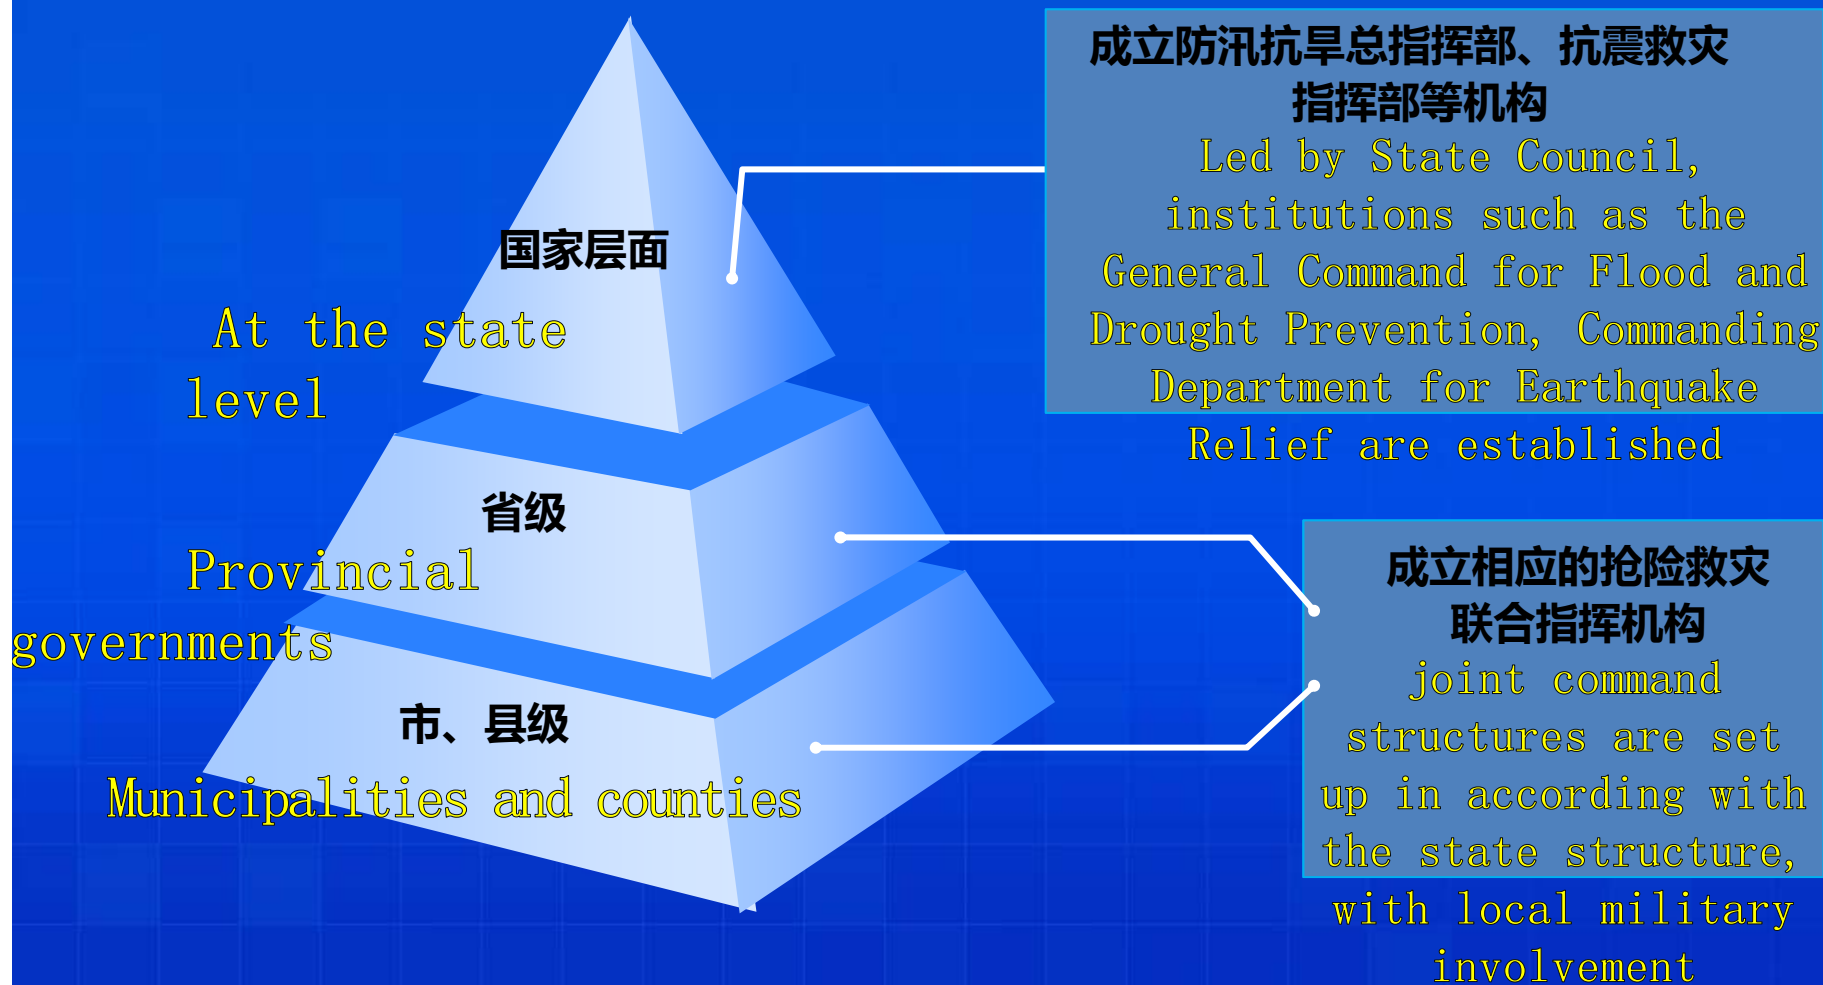 成立防汛抗旱总指挥部、抗震救灾
指挥部等机构
Led by State Council,
institutions such as the
General Command for Flood and
Drought Prevention, Commanding
Department for Earthquake
Relief are established
国家层面
At the state
level
省级
Provincial
governments
市、县级
Municipalities and counties
成立相应的抢险救灾
联合指挥机构
joint command
structures are set
up in according with
the state structure,
with local military
involvement